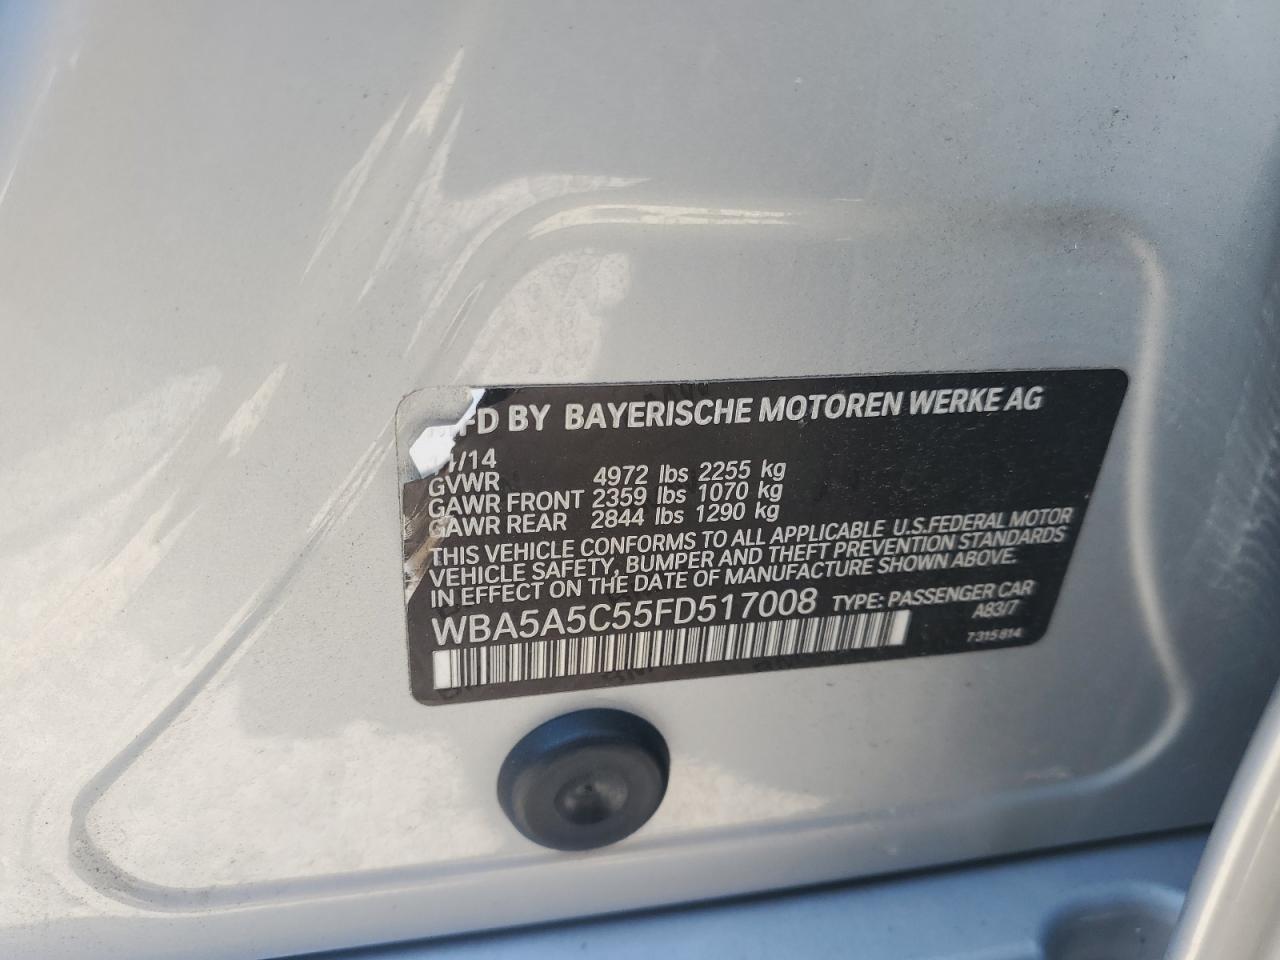 BY BAYERISCHE MOTOREN WERKE AG
/14
GVWR 4972 lbs 2255 kg
GAWR FRONT 2359 lbs 1070 kg
GAWR REAR 2844 lbs 1290 kg
THIS VEHICLE CONFORMS TO ALL APPLICABLE U.S.FEDERAL MOTOR
VEHICLE SAFETY, BUMPER AND THEFT PREVENTION STANDARDS
IN EFFECT ON THE DATE OF MANUFACTURE SHOWN ABOVE.
WBA5A5C55FD517008 TYPE: PASSENGER CAR
A83/7
7 315 814